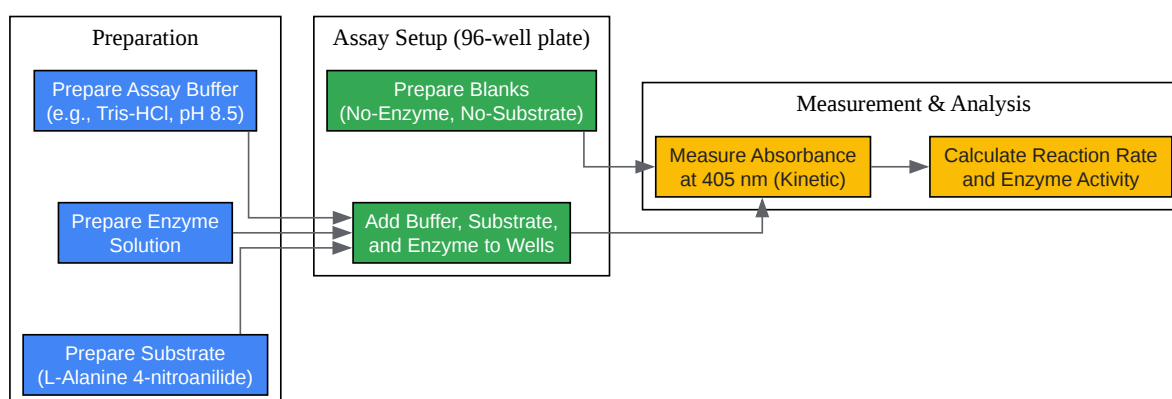 Preparation
Prepare Assay Buffer
(e.g., Tris-HCl, pH 8.5)
Prepare Enzyme
Solution
Prepare Substrate
(L-Alanine 4-nitroanilide)
Assay Setup (96-well plate)
Prepare Blanks
(No-Enzyme, No-Substrate)
Add Buffer, Substrate,
and Enzyme to Wells
Measurement & Analysis
Measure Absorbance
at 405 nm (Kinetic)
Calculate Reaction Rate
and Enzyme Activity